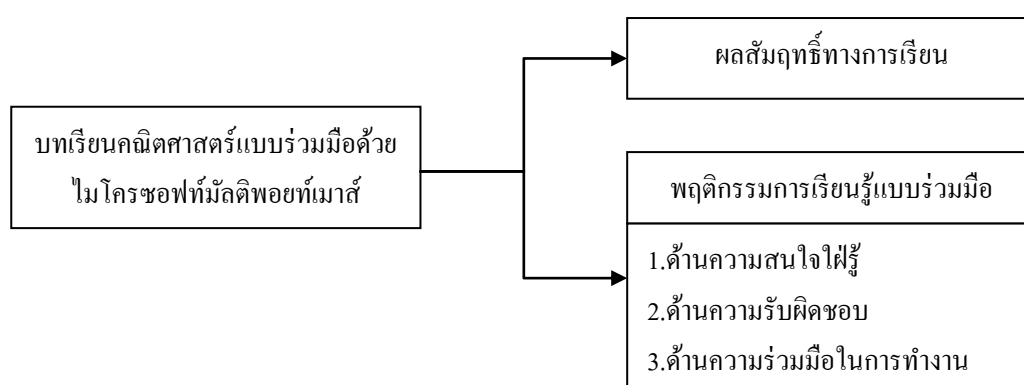 ผลสัมฤทธิ์ทางการเรียน
บทเรียนคณิตศาสตร์แบบร่วมมือด้วย
ไมโครซอฟท์มัลติพอยท์เมาส์
พฤติกรรมการเรียนรู้แบบร่วมมือ
1.ด้านความสนใจใฝ่รู้
2.ด้านความรับผิดชอบ
3.ด้านความร่วมมือในการทำงาน